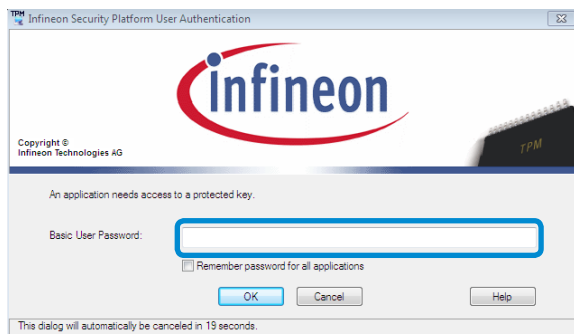 TPM Infineon Security Platform User Authentication
infineon
Copyright ©
Infineon Technologies AG
TPM
An application needs access to a protected key.
Basic User Password:
Remember password for all applications
OK Cancel Help
This dialog will automatically be canceled in 19 seconds.